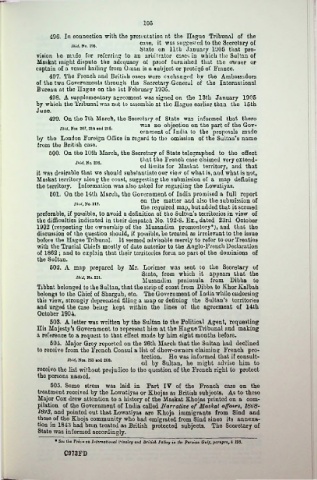 105
496. In connection with the presentation of the Hague Tribunal of the
Ibid, No. 195.
case, it was suggested to the Secretary of
State on 11th January 1905 that pro-
vision be made for referring to an arbitrator cases in which the Sultan of
Maskat might dispute the adequacy of proof furnished that the owner or
captain of a vessel hailing from Oman is a subject or protégé of France.
497. The French and British cases were exchanged by the Ambassadors
of the two Governments through the Secretary General of the International
Bureau at the Hague on the 1st February 1905.
498. A supplementary agreement was signed on the 13th January 1905
by which the Tribunal was not to assemble at the Hague earlier than the 15th
June.
499. On the 7th March, the Secretary of State was informed that there
was no objection on the part of the Gov-
ernment of India to the proposals made
by the London Foreign Office in regard to the omission of the Sultan's name
from the British case.
500. On the 10th March, the Secretary of State telegraphed to the effect
that the French case claimed very extend-
ed limits for Maskat territory, and that
it was desirable that we should substantiate our view of what is, and what is not,
Maskat territory along the coast, suggesting the submission of a map defining
the territory. Information was also asked for regarding the Lowatiyas.
501. On the 14th March, the Government of India promised a full report
on the matter and also the submission of
the required map, but added that it seemed
preferable, if possible, to avoid a definition of the Sultan's territories in view of
the difficulties indicated in their despatch No. 192-S. Ex., dated 23rd October
1902 (reporting the ownership of the Masandim promontory*), and that the
discussion of the question should, if possible, be treated as irrelevant to the issue
before the Hague Tribunal. It seemed advisable merely to refer to our Treaties
with the Trucial Chiefs mostly of date anterior to the Anglo-French Declaration
of 1862; and to explain that their territories form no part of the dominions of
the Sultan.
502. A map prepared by Mr. Lorimer was sent to the Secretary of
State, from which it appears that the
Masandim peninsula from Dibba to
Tibbat belonged to the Sultan, that the strip of coast from Dibba to Khor Kalbah
belongs to the Chief of Shargah, etc. The Government of India while endorsing
this view, strongly deprecated filing a map or defining the Sultan's territories
and urged the case being kept within the lines of the agreement of 14th
October 1904.
503. A letter was written by the Sultan to the Political Agent, requesting
His Majesty's Government to represent him at the Hague Tribunal and making
a reference to a request to that effect made by him eight months before.
504. Major Grey reported on the 26th March that the Sultan had declined
to receive from the French Consul a list of dhow-owners claiming French pro-
tection. He was informed that if consult-
ed by Sultan, he might advise him to
receive the list without prejudice to the question of the French right to protect
the persons named.
505. Some stress was laid in Part IV of the French case on the
treatment received by the Lowatiyas or Khojas as British subjects. As to these
Major Cox drew attention to a history of the Maskat Khojas printed on a com-
pilation of the Government of India called Narrative of Maskat affairs,
and pointed out that Lowatiyas are Khoja immigrants from Sind and
those of the Khoja community who had emigrated from Sind since its annexa-
tion in 1843 had been treated as British protected subjects. The Secretary of
State was informed accordingly.
C973FD